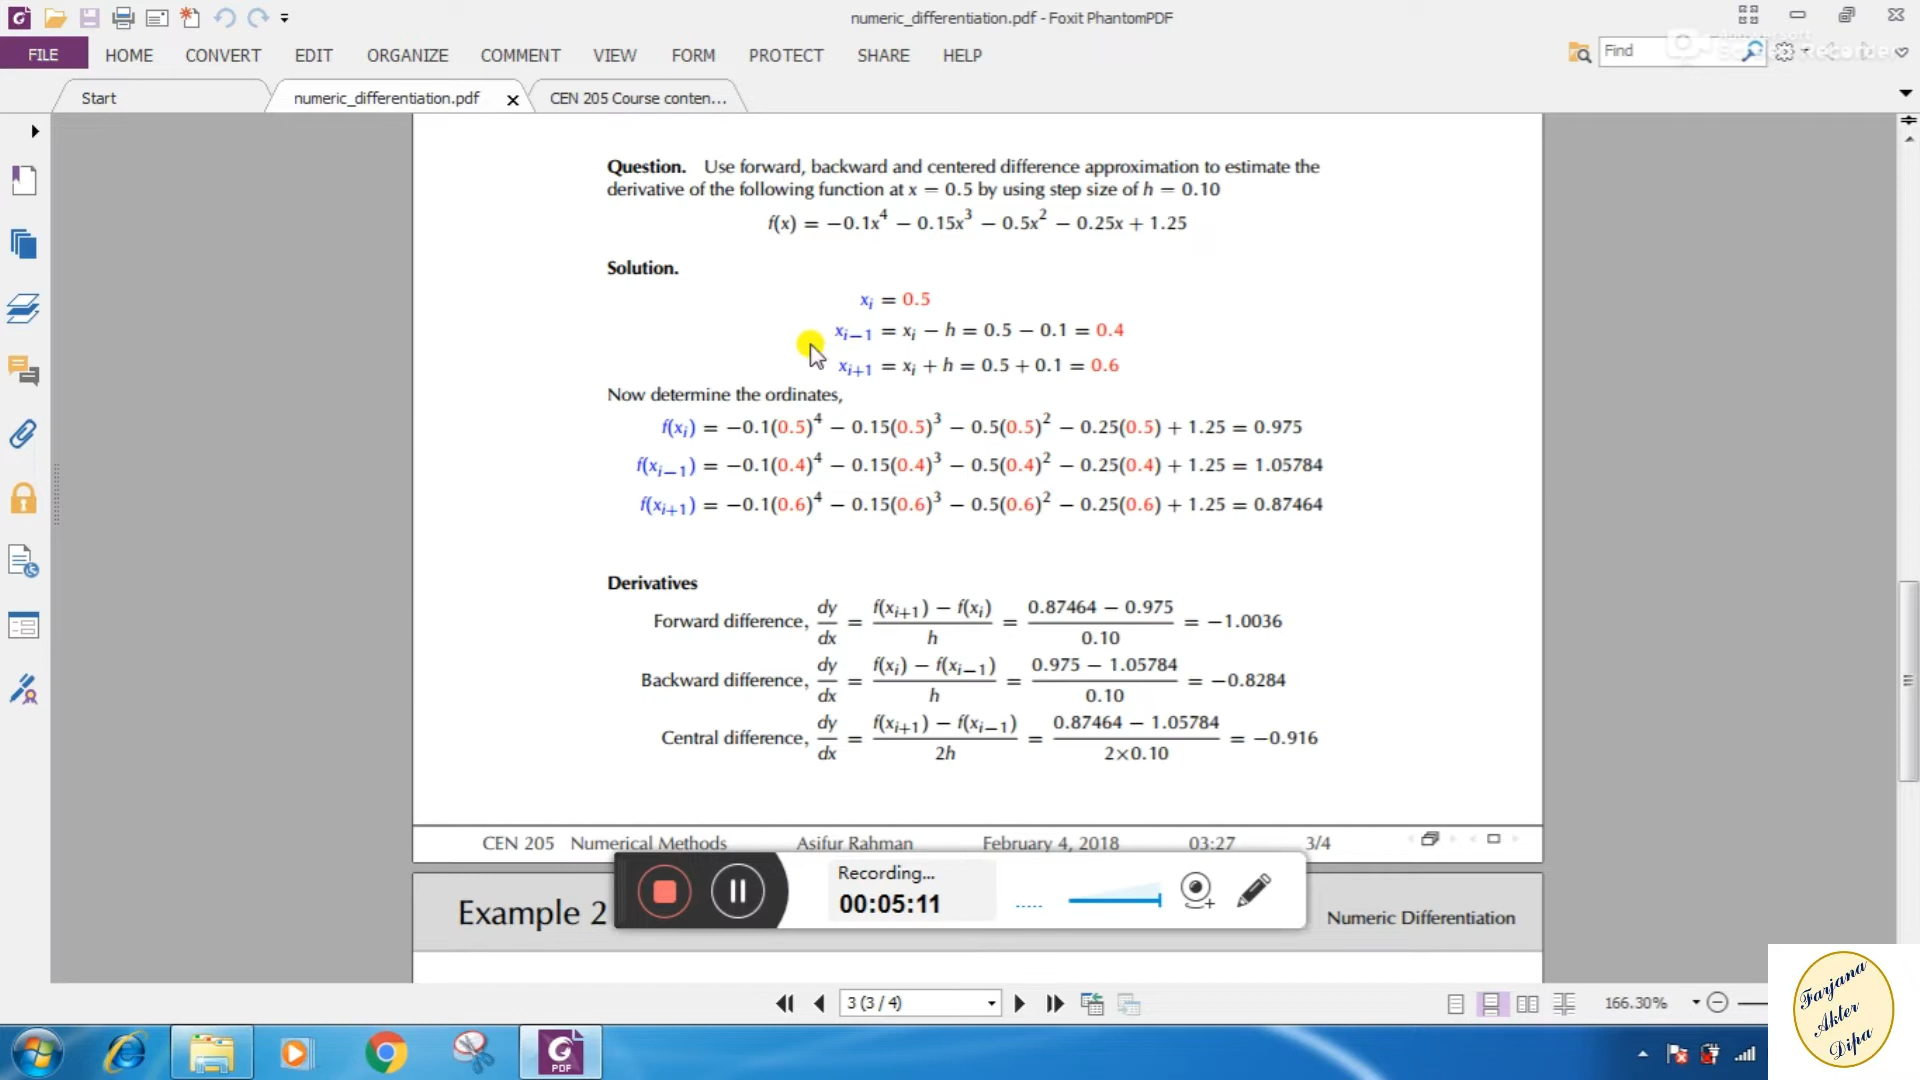 numeric_differentiation.pdf - Foxit PhantomPDF
FILE HOME CONVERT EDIT ORGANIZE COMMENT VIEW FORM PROTECT SHARE HELP Find
Start numeric_differentiation.pdf CEN 205 Course conten...
Question. Use forward, backward and centered difference approximation to estimate the
derivative of the following function at x = 0.5 by using step size of h = 0.10
f(x) = −0.1x⁴ − 0.15x³ − 0.5x² − 0.25x + 1.25
Solution.
xᵢ = 0.5
xᵢ₋₁ = xᵢ − h = 0.5 − 0.1 = 0.4
xᵢ₊₁ = xᵢ + h = 0.5 + 0.1 = 0.6
Now determine the ordinates,
f(xᵢ) = −0.1(0.5)⁴ − 0.15(0.5)³ − 0.5(0.5)² − 0.25(0.5) + 1.25 = 0.975
f(xᵢ₋₁) = −0.1(0.4)⁴ − 0.15(0.4)³ − 0.5(0.4)² − 0.25(0.4) + 1.25 = 1.05784
f(xᵢ₊₁) = −0.1(0.6)⁴ − 0.15(0.6)³ − 0.5(0.6)² − 0.25(0.6) + 1.25 = 0.87464
Derivatives
Forward difference, dy/dx = f(xᵢ₊₁) − f(xᵢ)/h = 0.87464 − 0.975/0.10 = −1.0036
Backward difference, dy/dx = f(xᵢ) − f(xᵢ₋₁)/h = 0.975 − 1.05784/0.10 = −0.8284
Central difference, dy/dx = f(xᵢ₊₁) − f(xᵢ₋₁)/2h = 0.87464 − 1.05784/2×0.10 = −0.916
CEN 205 Numerical Methods Asifur Rahman February 4, 2018 03:27 3/4
Recording...
00:05:11
Example 2 Numeric Differentiation
3 (3 / 4) 166.30%
Farjana
Akter
Dipa
PDF